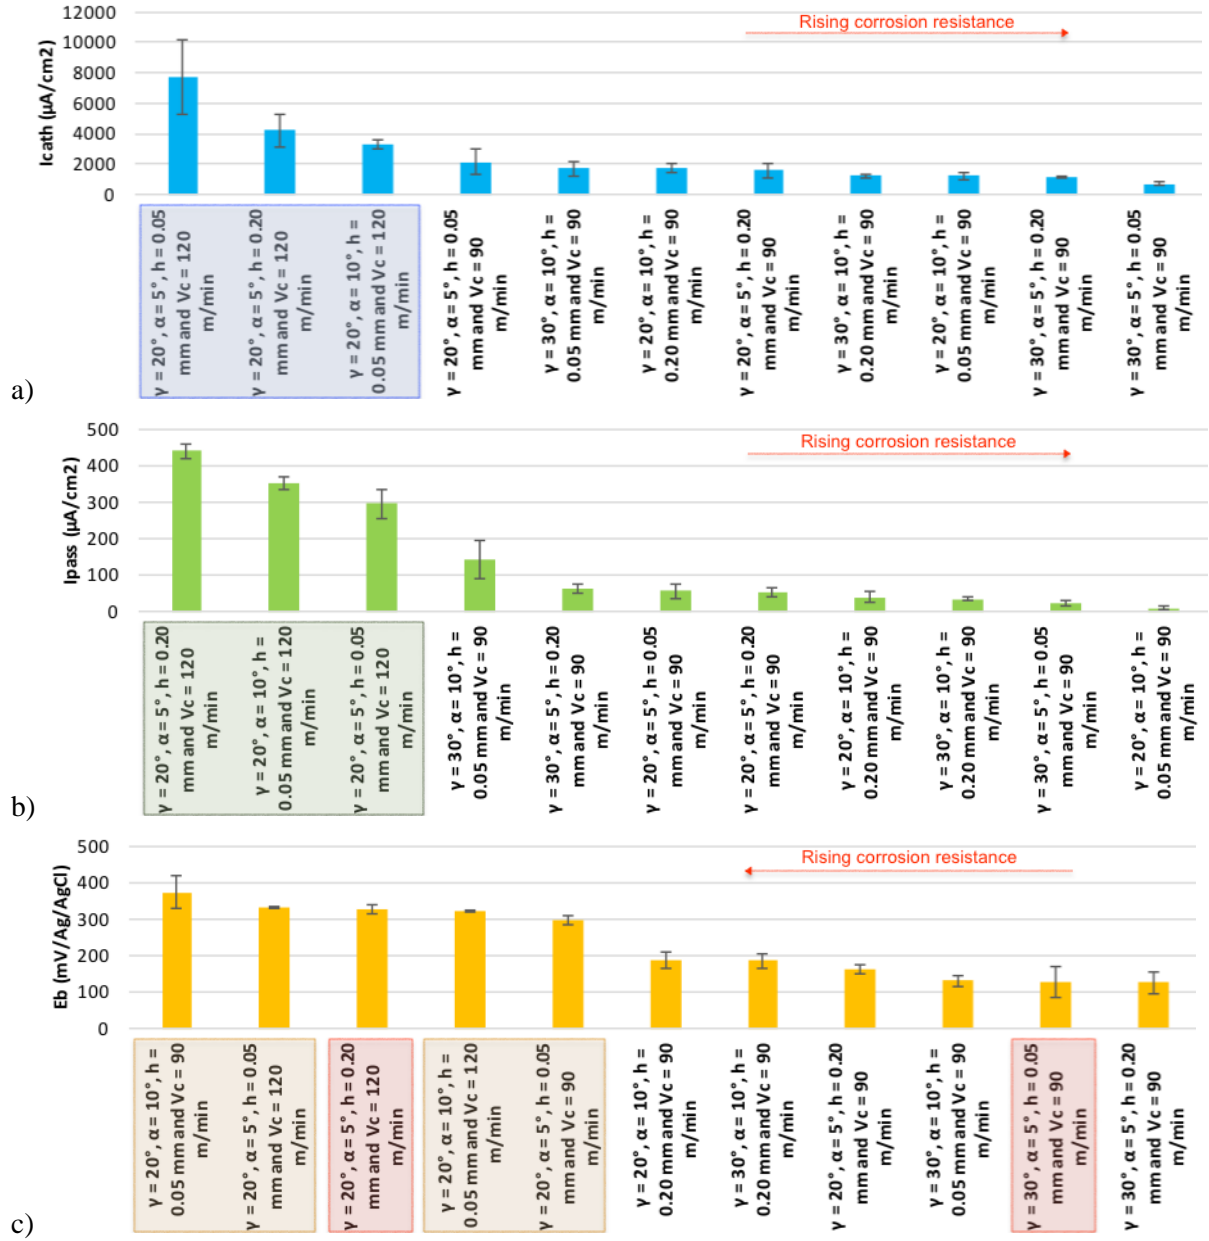 12000
10000
8000
6000
4000
2000
0
Icath (µA/cm2)
Rising corrosion resistance
γ = 20°, α= 5°, h = 0.05
mm and Vc = 120
m/min
γ = 20°, α= 5°, h = 0.20
mm and Vc = 120
m/min
γ = 20°, α= 10°, h =
0.05 mm and Vc = 120
m/min
γ = 20°, α= 5°, h = 0.05
mm and Vc = 90
m/min
γ = 30°, α= 10°, h =
0.05 mm and Vc = 90
m/min
γ = 20°, α= 10°, h =
0.20 mm and Vc = 90
m/min
γ = 20°, α= 5°, h = 0.20
mm and Vc = 90
m/min
γ = 30°, α= 10°, h =
0.20 mm and Vc = 90
m/min
γ = 20°, α= 10°, h =
0.05 mm and Vc = 90
m/min
γ = 30°, α= 5°, h = 0.20
mm and Vc = 90
m/min
γ = 30°, α= 5°, h = 0.05
mm and Vc = 90
m/min
a)
500
400
300
200
100
0
Ipass (µA/cm2)
Rising corrosion resistance
γ = 20°, α= 5°, h = 0.20
mm and Vc = 120
m/min
γ = 20°, α= 10°, h =
0.05 mm and Vc = 120
m/min
γ = 20°, α= 5°, h = 0.05
mm and Vc = 120
m/min
γ = 30°, α= 10°, h =
0.05 mm and Vc = 90
m/min
γ = 30°, α= 5°, h = 0.20
mm and Vc = 90
m/min
γ = 20°, α= 5°, h = 0.05
mm and Vc = 90
m/min
γ = 20°, α= 5°, h = 0.20
mm and Vc = 90
m/min
γ = 20°, α= 10°, h =
0.20 mm and Vc = 90
m/min
γ = 30°, α= 10°, h =
0.20 mm and Vc = 90
m/min
γ = 30°, α= 5°, h = 0.05
mm and Vc = 90
m/min
γ = 20°, α= 10°, h =
0.05 mm and Vc = 90
m/min
b)
500
400
300
200
100
0
Eb (mV/Ag/AgCl)
Rising corrosion resistance
γ = 20°, α= 10°, h =
0.05 mm and Vc = 90
m/min
γ = 20°, α= 5°, h = 0.05
mm and Vc = 120
m/min
γ = 20°, α= 5°, h = 0.20
mm and Vc = 120
m/min
γ = 20°, α= 10°, h =
0.05 mm and Vc = 120
m/min
γ = 20°, α= 5°, h = 0.05
mm and Vc = 90
m/min
γ = 20°, α= 10°, h =
0.20 mm and Vc = 90
m/min
γ = 30°, α= 10°, h =
0.20 mm and Vc = 90
m/min
γ = 20°, α= 5°, h = 0.20
mm and Vc = 90
m/min
γ = 30°, α= 10°, h =
0.05 mm and Vc = 90
m/min
γ = 30°, α= 5°, h = 0.05
mm and Vc = 90
m/min
γ = 30°, α= 5°, h = 0.20
mm and Vc = 90
m/min
c)